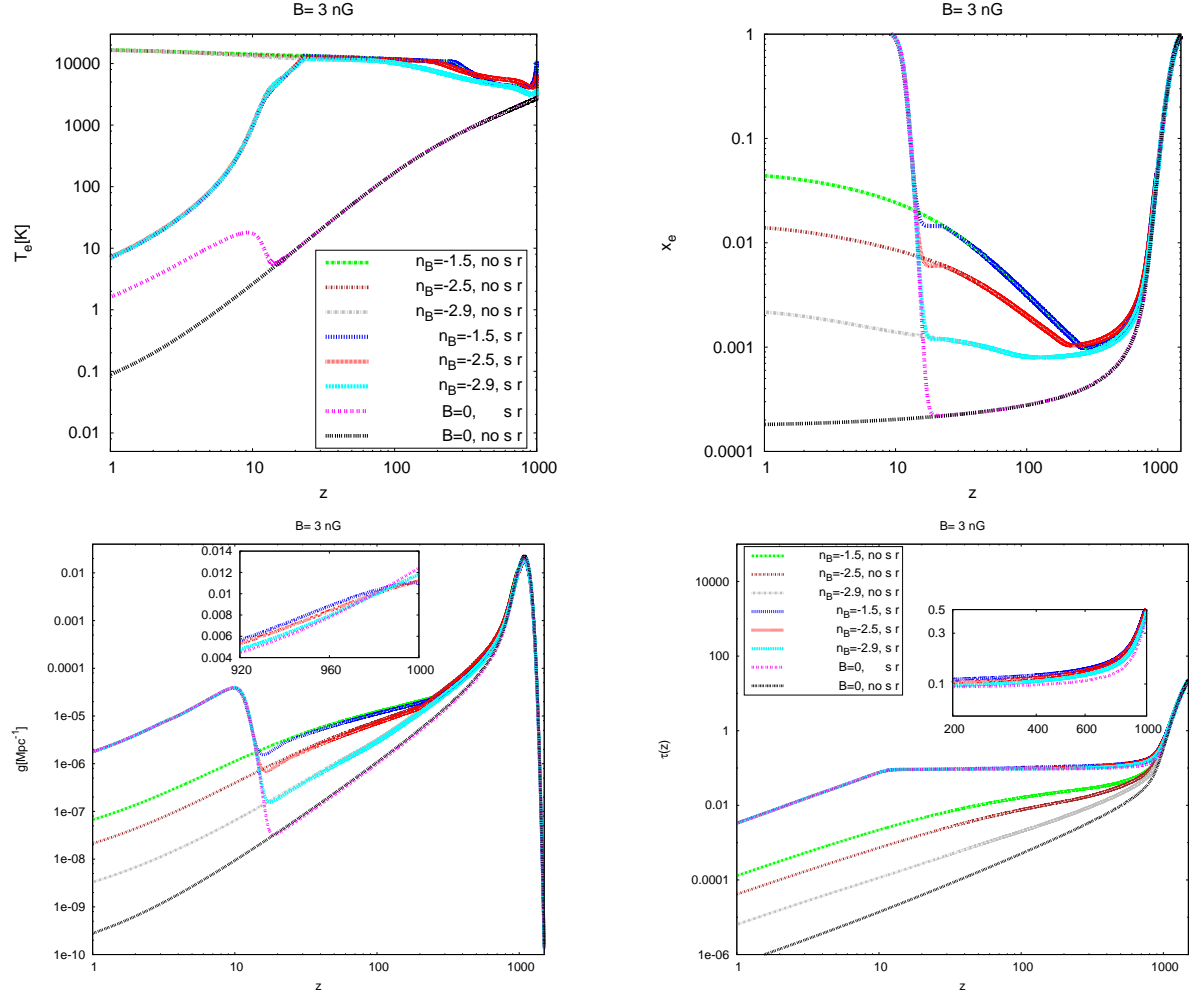 B= 3 nG
10000
1000
100
10
1
0.1
0.01
T_e[K]
1 10 100 1000
z
n_B=-1.5, no s r
n_B=-2.5, no s r
n_B=-2.9, no s r
n_B=-1.5, s r
n_B=-2.5, s r
n_B=-2.9, s r
B=0, s r
B=0, no s r
B= 3 nG
1
0.1
0.01
0.001
0.0001
x_e
1 10 100 1000
z
B= 3 nG
0.01
0.0001
1e-05
1e-06
1e-07
1e-08
1e-09
1e-10
g[Mpc^-1]
1 10 100 1000
z
0.014
0.012
0.01
0.008
0.006
0.004
920 960 1000
B= 3 nG
10000
100
1
0.01
0.0001
1e-06
τ(z)
1 10 100 1000
z
n_B=-1.5, no s r
n_B=-2.5, no s r
n_B=-2.9, no s r
n_B=-1.5, s r
n_B=-2.5, s r
n_B=-2.9, s r
B=0, s r
B=0, no s r
0.5
0.3
0.1
200 400 600 1000